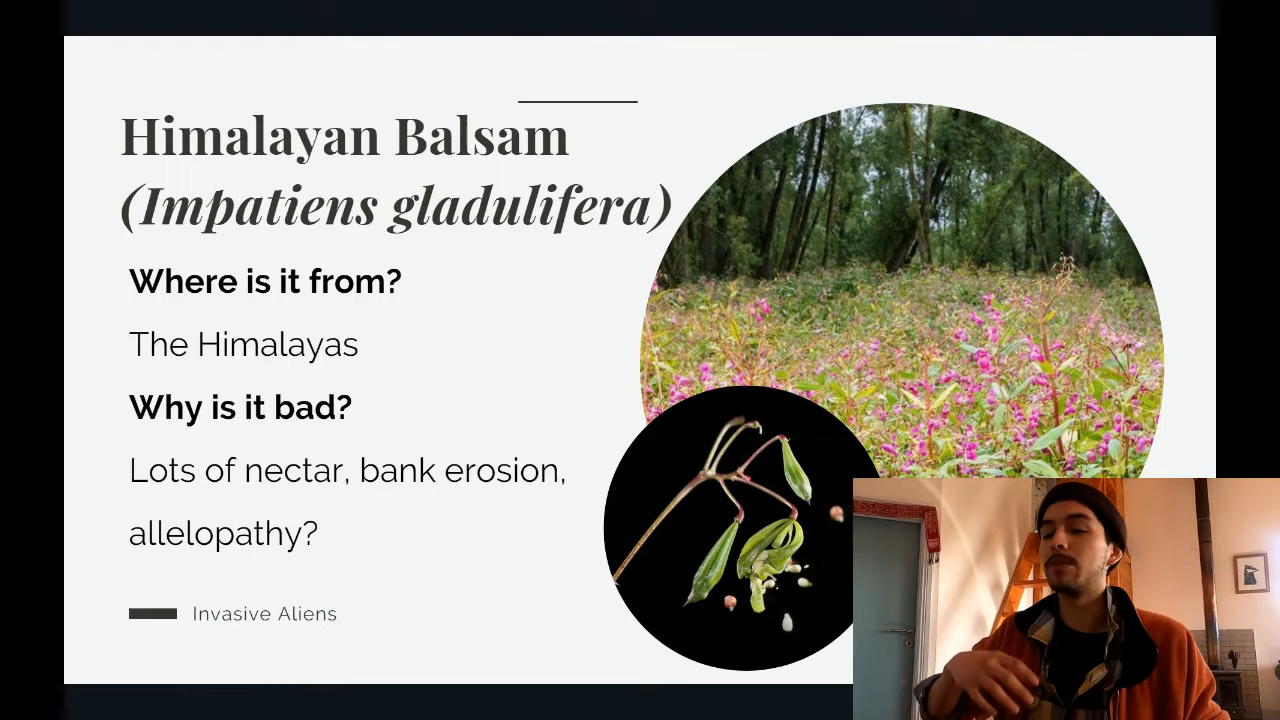 Himalayan Balsam
(Impatiens gladulifera)
Where is it from?
The Himalayas
Why is it bad?
Lots of nectar, bank erosion,
allelopathy?
Invasive Aliens